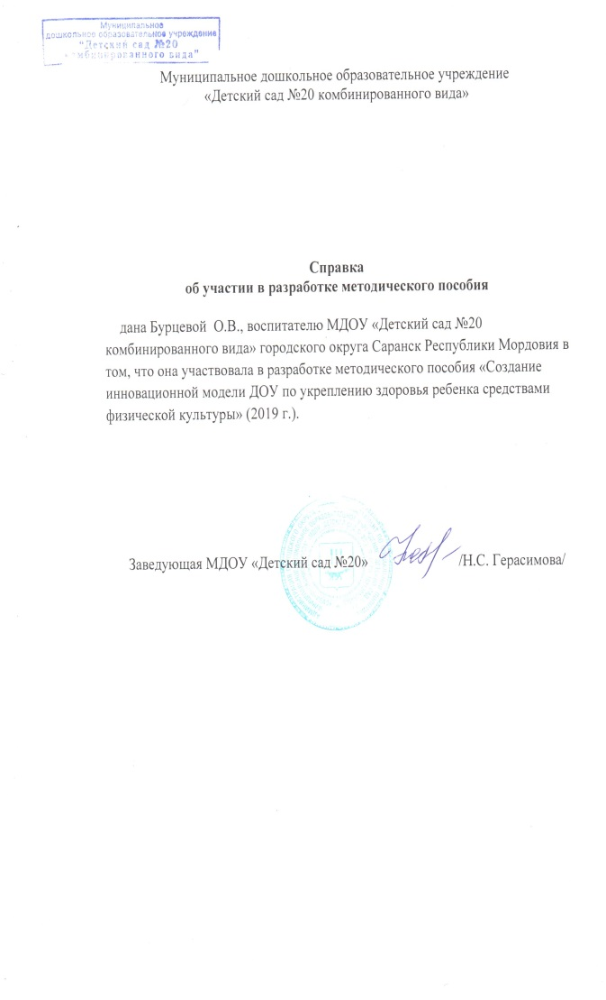 Муниципальное
дошкольное образовательное учреждение
"Детский сад №20
комбинированного вида"
Муниципальное дошкольное образовательное учреждение
«Детский сад №20 комбинированного вида»
Справка
об участии в разработке методического пособия
дана Бурцевой О.В., воспитателю МДОУ «Детский сад №20
комбинированного вида» городского округа Саранск Республики Мордовия в
том, что она участвовала в разработке методического пособия «Создание
инновационной модели ДОУ по укреплению здоровья ребенка средствами
физической культуры» (2019 г.).
Заведующая МДОУ «Детский сад №20» /Н.С. Герасимова/